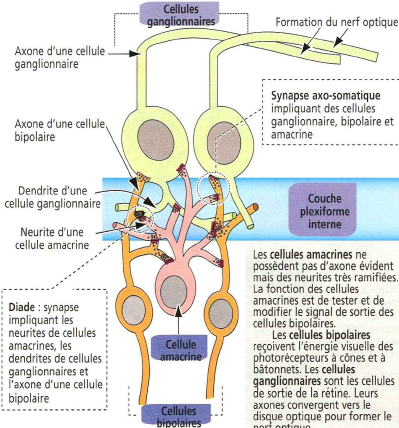 Cellules
ganglionnaires
Formation du nerf optique
Axone d'une cellule
ganglionnaire
Synapse axo-somatique
impliquant des cellules
ganglionnaire, bipolaire et
amacrine
Axone d'une cellule
bipolaire
Dendrite d'une
cellule ganglionnaire
Couche
plexiforme
interne
Neurite d'une
cellule amacrine
Diade : synapse
impliquant les
neurites de cellules
amacrines, les
dendrites de cellules
ganglionnaires et
l'axone d'une cellule
bipolaire
Cellule
amacrine
Cellules
bipolaires
Les cellules amacrines ne
possèdent pas d'axone évident
mais des neurites très ramifiées.
La fonction des cellules
amacrines est de tester et de
modifier le signal de sortie des
cellules bipolaires.
Les cellules bipolaires
reçoivent l'énergie visuelle des
photorécepteurs à cônes et à
bâtonnets. Les cellules
ganglionnaires sont les cellules
de sortie de la rétine. Leurs
axones convergent vers le
disque optique pour former le
nerf optique